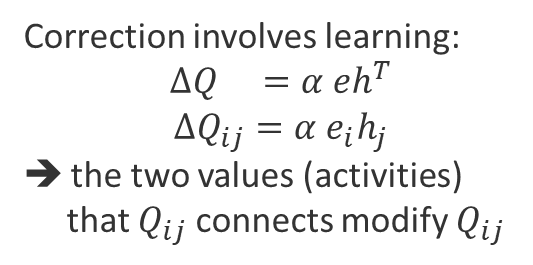 Correction involves learning:
ΔQ = α ehᵀ
ΔQᵢⱼ = α eᵢhⱼ
➔ the two values (activities)
that Qᵢⱼ connects modify Qᵢⱼ